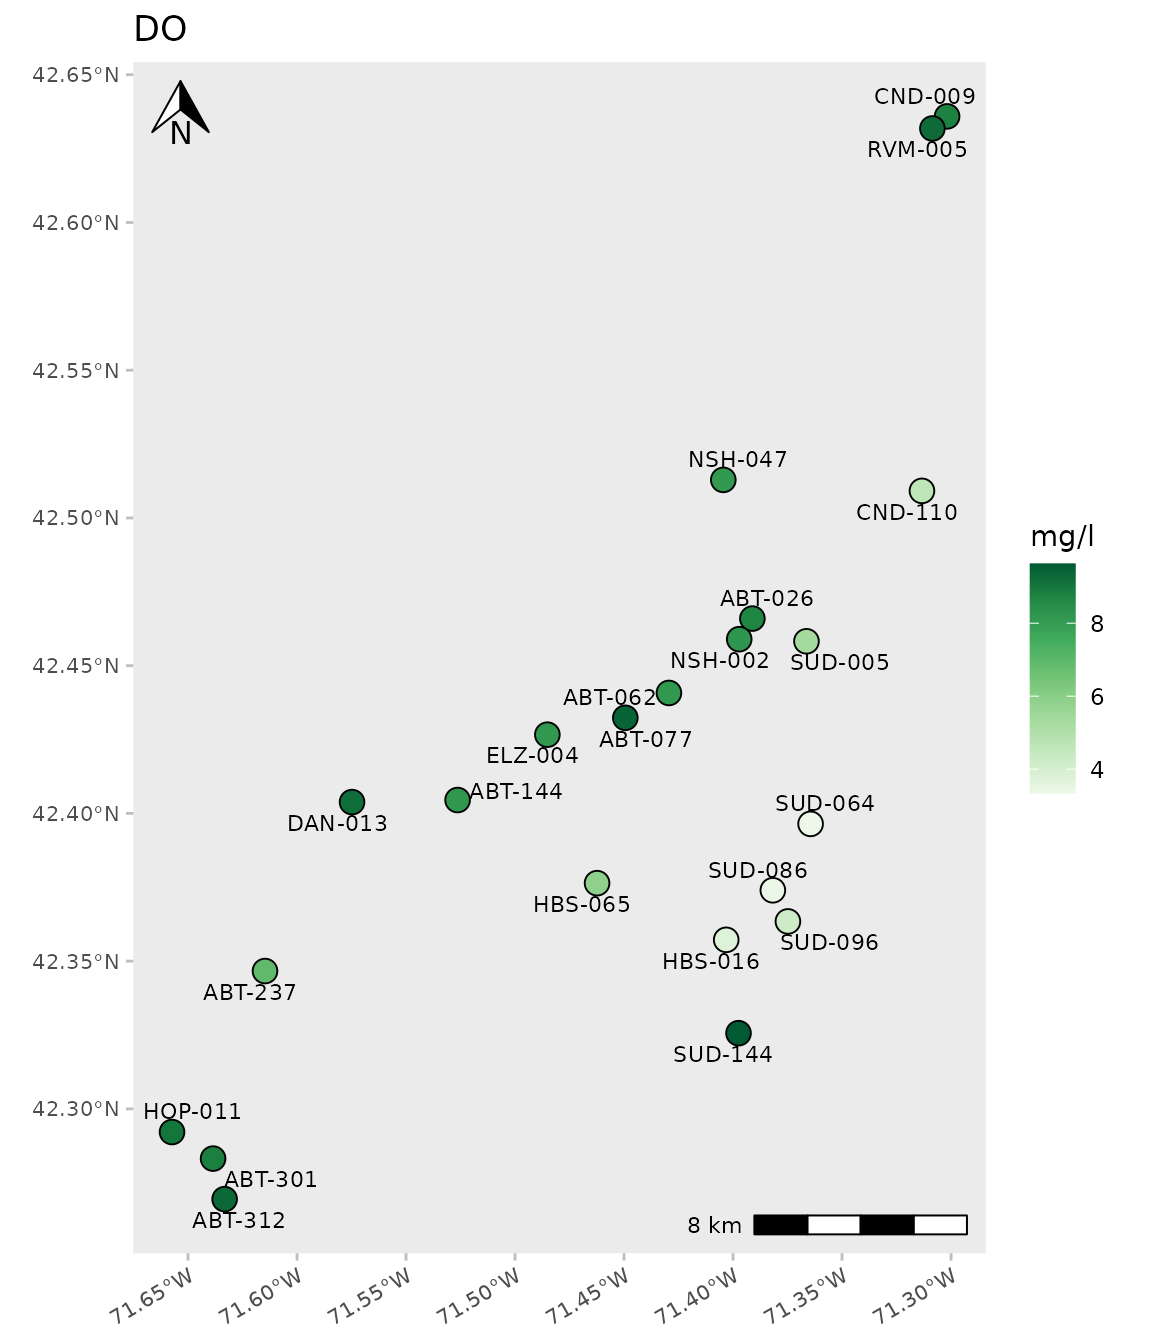 DO
42.65°N
N
CND-009
RVM-005
42.60°N
42.55°N
NSH-047
CND-110
42.50°N
mg/l
ABT-026
8
NSH-002
SUD-005
42.45°N
ABT-062
6
ABT-077
ELZ-004
4
ABT-144
SUD-064
42.40°N
DAN-013
SUD-086
HBS-065
SUD-096
HBS-016
42.35°N
ABT-237
SUD-144
42.30°N
HOP-011
ABT-301
ABT-312
8 km
71.65°W
71.60°W
71.55°W
71.50°W
71.45°W
71.40°W
71.35°W
71.30°W